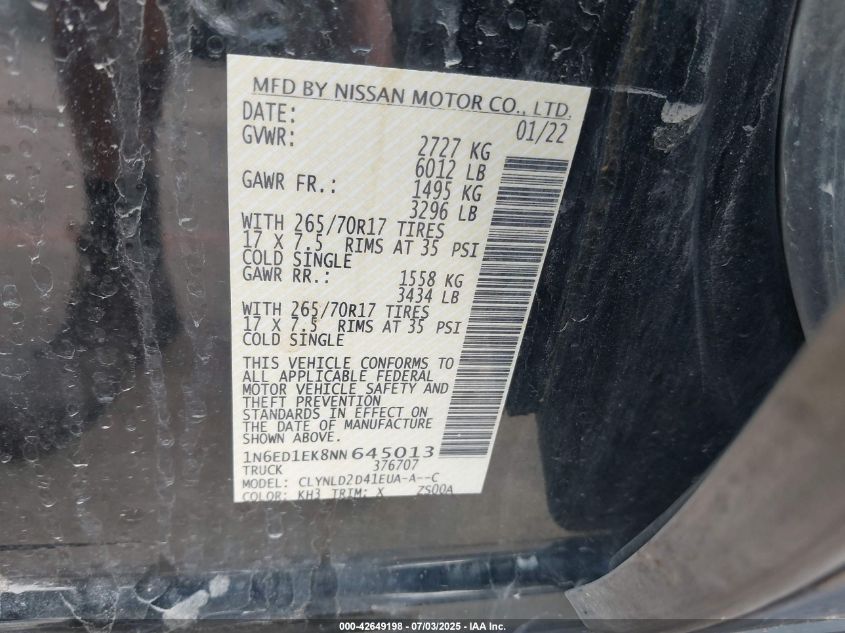 MFD BY NISSAN MOTOR CO., LTD.
DATE: 01/22
GVWR: 2727 KG
6012 LB
GAWR FR.: 1495 KG
3296 LB
WITH 265/70R17 TIRES
17 X 7.5 RIMS AT 35 PSI
COLD SINGLE
GAWR RR.: 1558 KG
3434 LB
WITH 265/70R17 TIRES
17 X 7.5 RIMS AT 35 PSI
COLD SINGLE
THIS VEHICLE CONFORMS TO
ALL APPLICABLE FEDERAL
MOTOR VEHICLE SAFETY AND
THEFT PREVENTION
STANDARDS IN EFFECT ON
THE DATE OF MANUFACTURE
SHOWN ABOVE.
1N6ED1EK8NN 645013
TRUCK 376707
MODEL: CLYNLD2D41EUA-A--C
COLOR: KH3 TRIM: X ZS00A
000-42649198 - 07/03/2025 - IAA Inc.